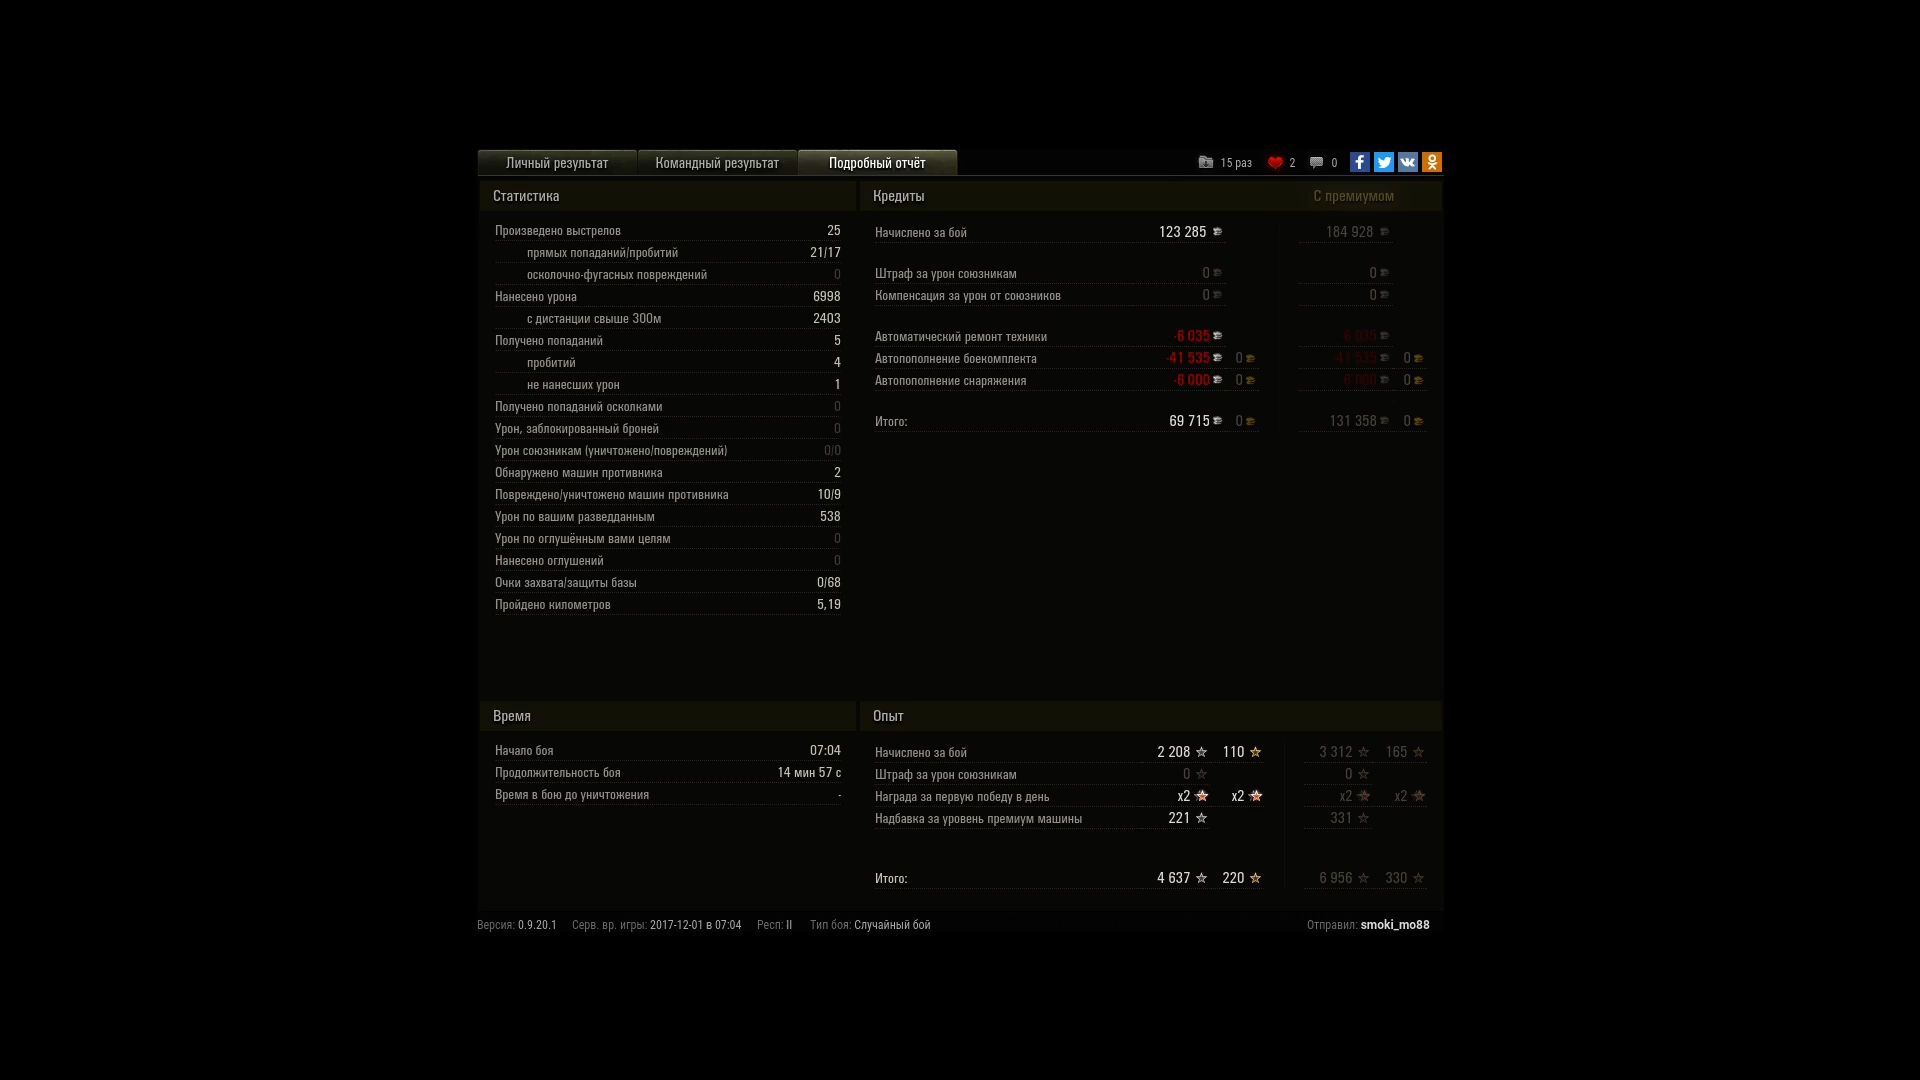 Личный результат Командный результат Подробный отчёт 15 раз 2 0
Статистика
Произведено выстрелов 25
прямых попаданий/пробитий 21/17
осколочно-фугасных повреждений 0
Нанесено урона 6998
с дистанции свыше 300м 2403
Получено попаданий 5
пробитий 4
не нанесших урон 1
Получено попаданий осколками 0
Урон, заблокированный броней 0
Урон союзникам (уничтожено/повреждений) 0/0
Обнаружено машин противника 2
Повреждено/уничтожено машин противника 10/9
Урон по вашим разведданным 538
Урон по оглушённым вами целям 0
Нанесено оглушений 0
Очки захвата/защиты базы 0/68
Пройдено километров 5,19
Кредиты С премиумом
Начислено за бой 123 285 184 928
Штраф за урон союзникам 0 0
Компенсация за урон от союзников 0 0
Автоматический ремонт техники -6 035 -6 035
Автопополнение боекомплекта -41 535 0 -41 535 0
Автопополнение снаряжения -6 000 0 -6 000 0
Итого: 69 715 0 131 358 0
Время
Начало боя 07:04
Продолжительность боя 14 мин 57 с
Время в бою до уничтожения -
Опыт
Начислено за бой 2 208 110 3 312 165
Штраф за урон союзникам 0 0
Награда за первую победу в день x2 x2 x2 x2
Надбавка за уровень премиум машины 221 331
Итого: 4 637 220 6 956 330
Версия: 0.9.20.1 Серв. вр. игры: 2017-12-01 в 07:04 Респ: II Тип боя: Случайный бой Отправил: smoki_mo88